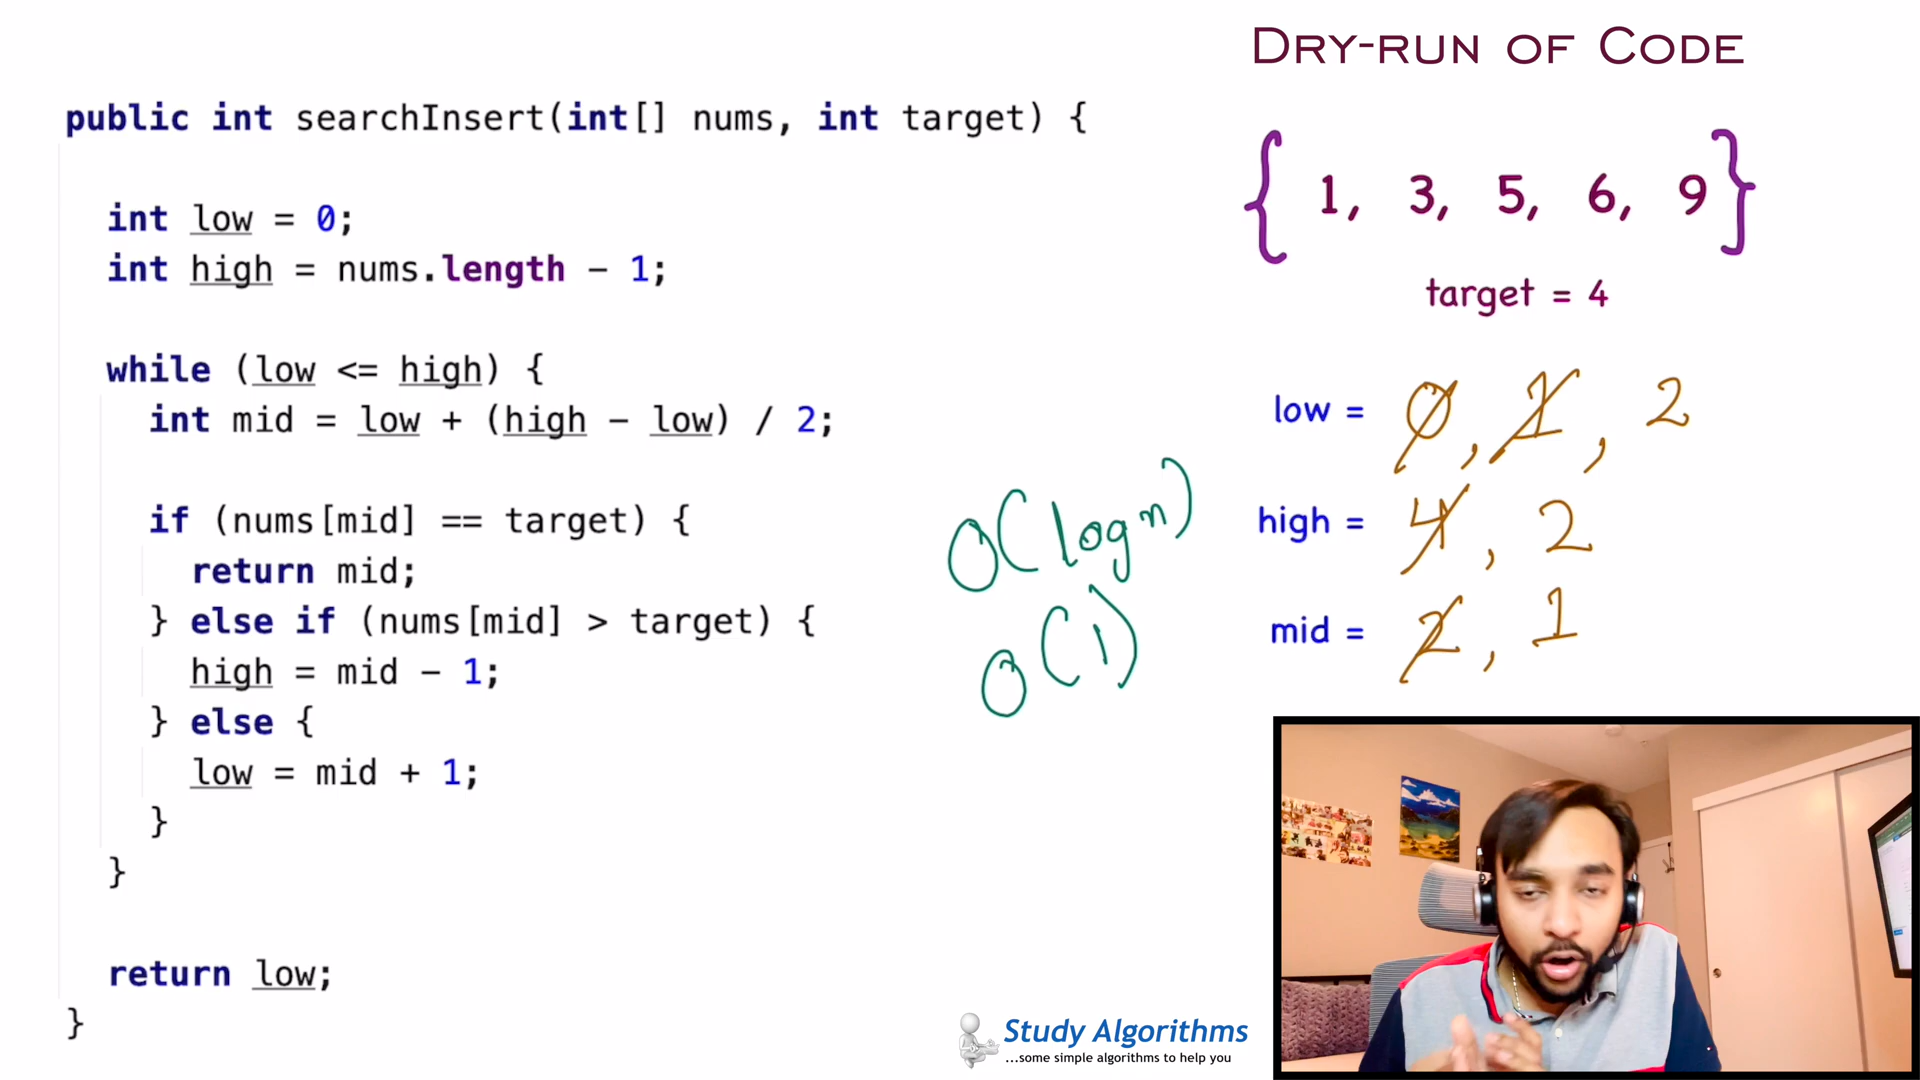 DRY-RUN OF CODE
public int searchInsert(int[] nums, int target) {
int low = 0;
int high = nums.length - 1;
while (low <= high) {
int mid = low + (high - low) / 2;
if (nums[mid] == target) {
return mid;
} else if (nums[mid] > target) {
high = mid - 1;
} else {
low = mid + 1;
}
}
return low;
}
{ 1, 3, 5, 6, 9 }
target = 4
low = 0, 1, 2
high = 4, 2
mid = 2, 1
O(log n)
O(1)
Study Algorithms
...some simple algorithms to help you